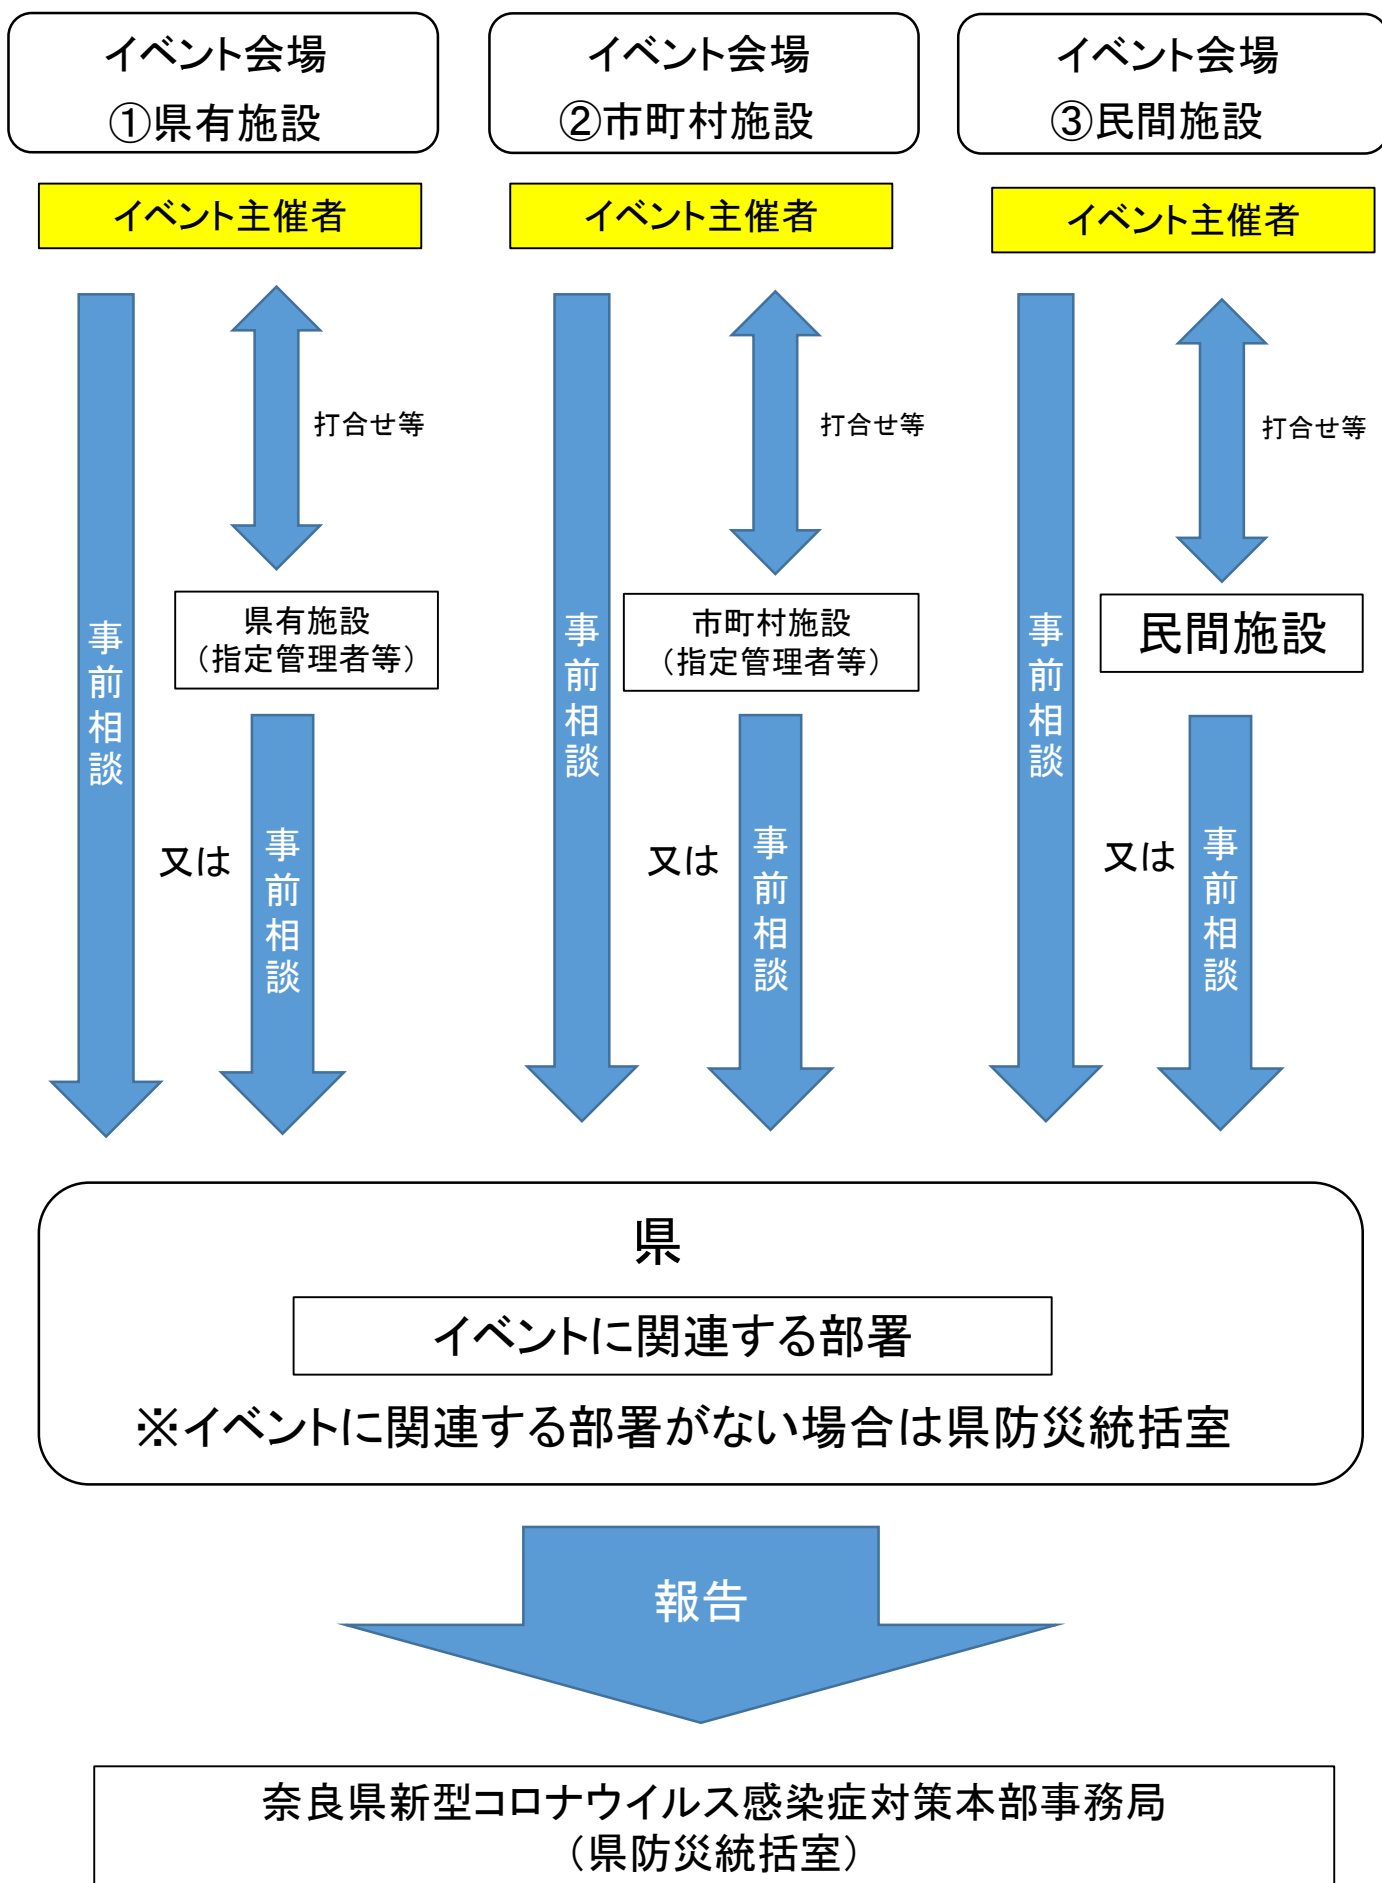 イベント会場
①県有施設
イベント会場
②市町村施設
イベント会場
③民間施設
イベント主催者
イベント主催者
イベント主催者
打合せ等
打合せ等
打合せ等
事前相談
県有施設
（指定管理者等）
事前相談
市町村施設
（指定管理者等）
事前相談
民間施設
又は
事前相談
又は
事前相談
又は
事前相談
県
イベントに関連する部署
※イベントに関連する部署がない場合は県防災統括室
報告
奈良県新型コロナウイルス感染症対策本部事務局
（県防災統括室）